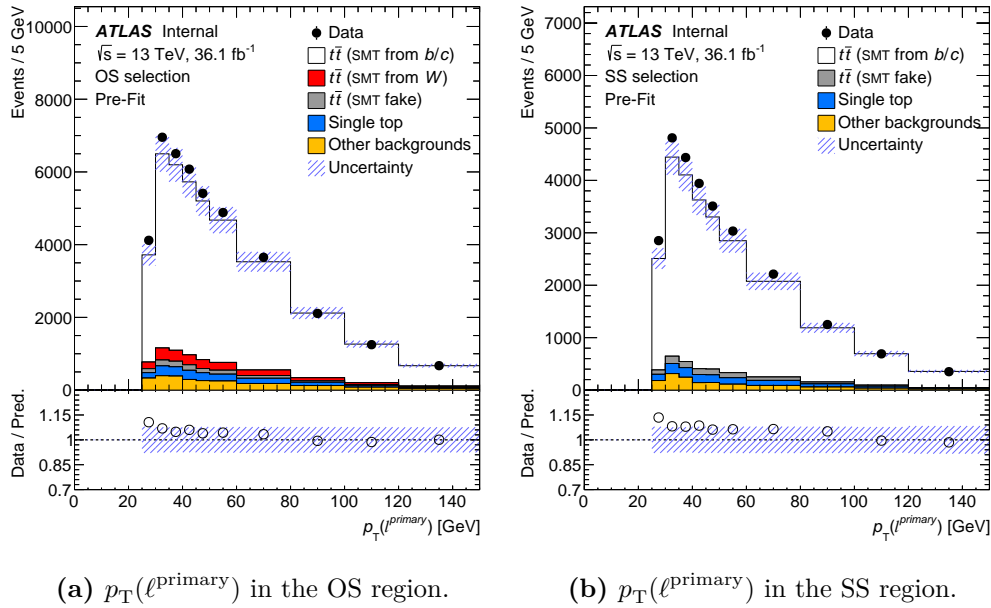 Events / 5 GeV
10000
8000
6000
4000
2000
0
ATLAS Internal
√s = 13 TeV, 36.1 fb⁻¹
OS selection
Pre-Fit
Data
tt̄ (SMT from b/c)
tt̄ (SMT from W)
tt̄ (SMT fake)
Single top
Other backgrounds
Uncertainty
Data / Pred.
1.15
1
0.85
0.7
0 20 40 60 80 100 120 140
p_T(l^primary) [GeV]
(a) p_T(ℓ^primary) in the OS region.
Events / 5 GeV
7000
6000
5000
4000
3000
2000
1000
0
ATLAS Internal
√s = 13 TeV, 36.1 fb⁻¹
SS selection
Pre-Fit
Data
tt̄ (SMT from b/c)
tt̄ (SMT fake)
Single top
Other backgrounds
Uncertainty
Data / Pred.
1.15
1
0.85
0.7
0 20 40 60 80 100 120 140
p_T(l^primary) [GeV]
(b) p_T(ℓ^primary) in the SS region.